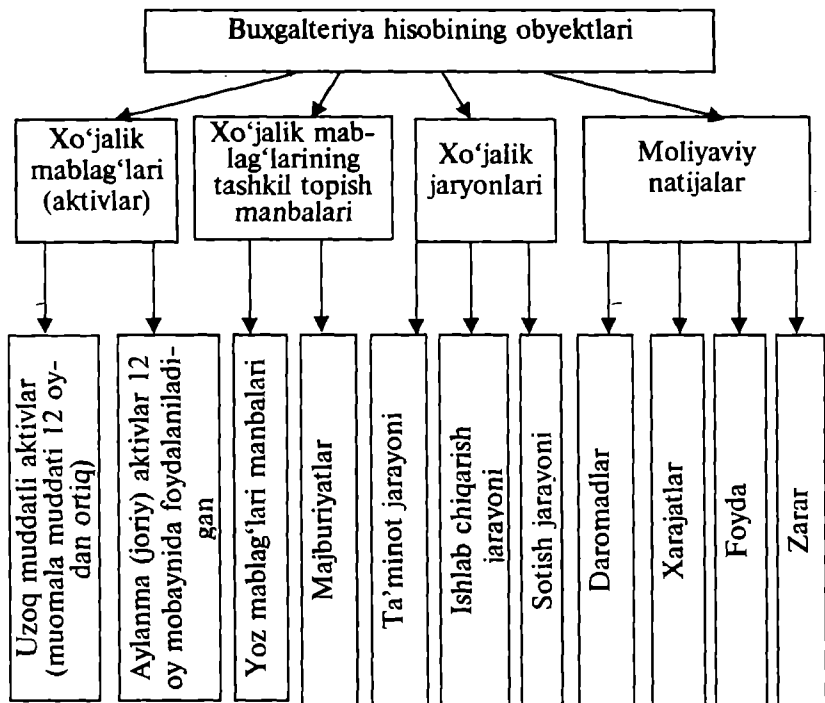 Buxgalteriya hisobining obyektlari
Xo‘jalik
mablag‘lari
(aktivlar)
Xo‘jalik mab-
lag‘larining
tashkil topish
manbalari
Xo‘jalik
jaryonlari
Moliyaviy
natijalar
Uzoq muddatli aktivlar
(muomala muddati 12 oy-
dan ortiq)
Aylanma (joriy) aktivlar 12
oy mobaynida foydalaniladi-
gan
Yoz mablag‘lari manbalari
Majburiyatlar
Ta’minot jarayoni
Ishlab chiqarish
jarayoni
Sotish jarayoni
Daromadlar
Xarajatlar
Foyda
Zarar